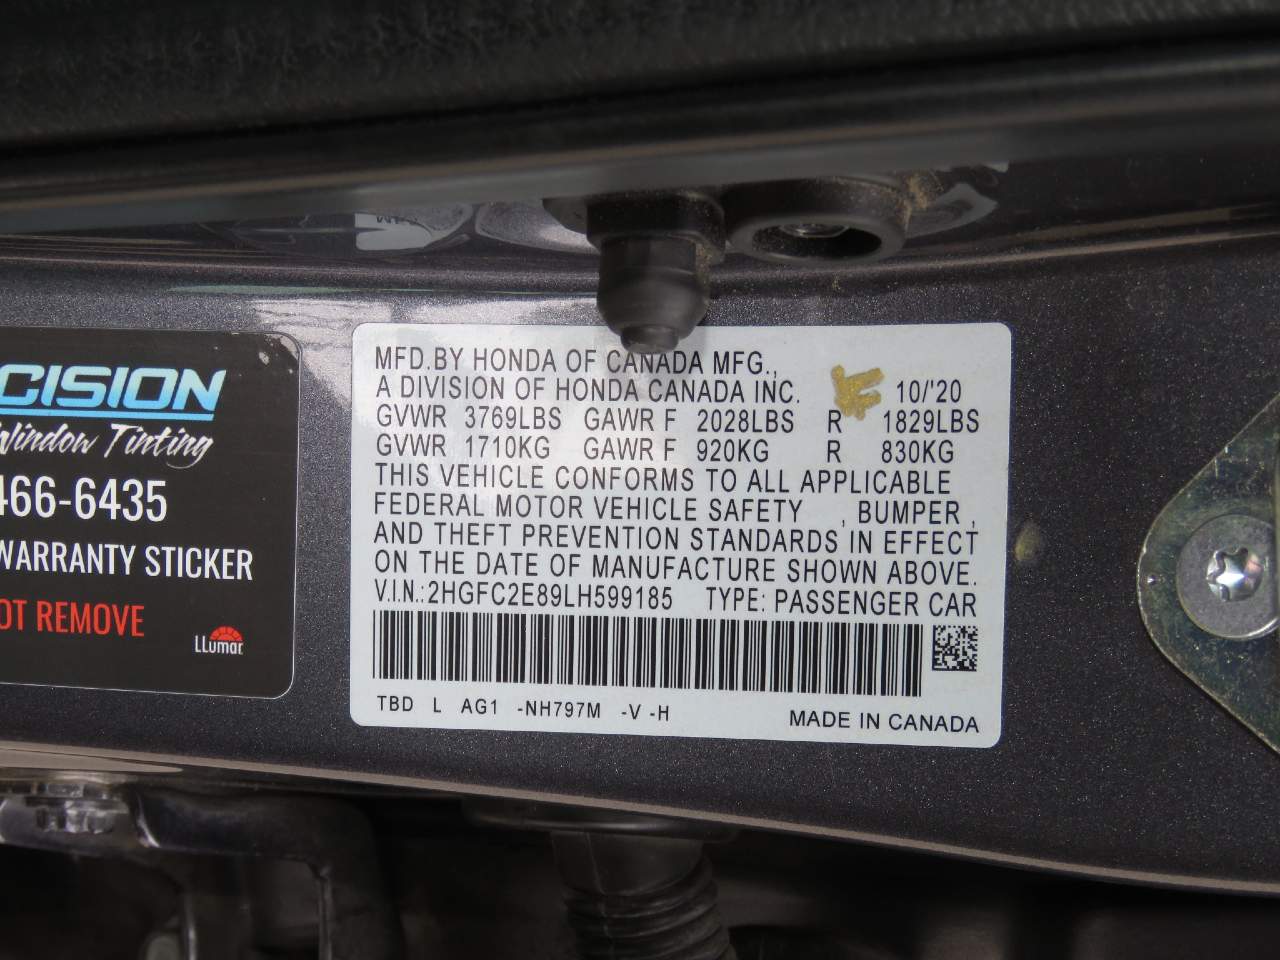 MFD.BY HONDA OF CANADA MFG.,
A DIVISION OF HONDA CANADA INC. 10/'20
GVWR 3769LBS GAWR F 2028LBS R 1829LBS
GVWR 1710KG GAWR F 920KG R 830KG
THIS VEHICLE CONFORMS TO ALL APPLICABLE
FEDERAL MOTOR VEHICLE SAFETY , BUMPER ,
AND THEFT PREVENTION STANDARDS IN EFFECT
ON THE DATE OF MANUFACTURE SHOWN ABOVE.
V.I.N.:2HGFC2E89LH599185 TYPE: PASSENGER CAR
TBD L AG1 -NH797M -V -H
MADE IN CANADA
CISION
Window Tinting
466-6435
WARRANTY STICKER
OT REMOVE
LLumar